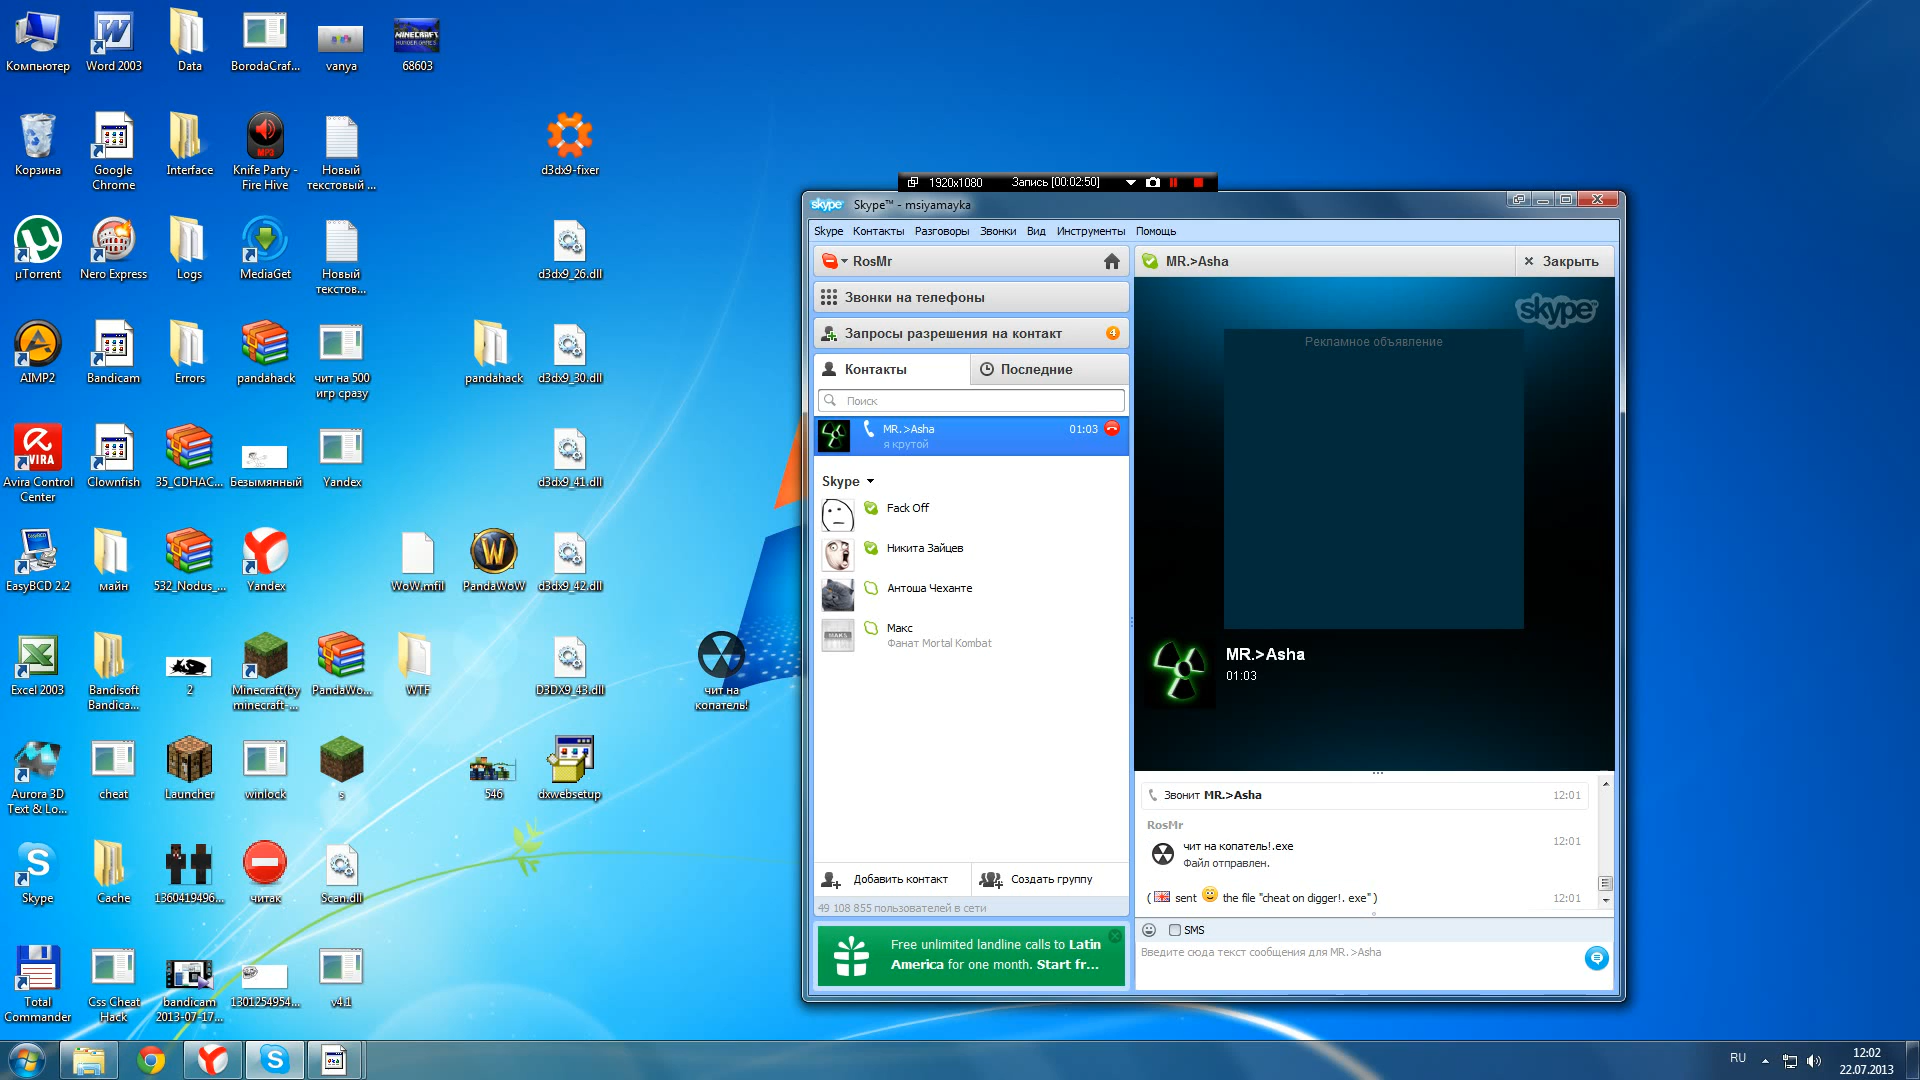 Компьютер
Word 2003
Data
BorodaCraf...
vanya
MINECRAFT
HUNGER GAMES
68603
Корзина
Google
Chrome
Interface
MP3
Knife Party -
Fire Hive
Новый
текстовый ...
d3dx9-fixer
µTorrent
Nero Express
Logs
MediaGet
Новый
текстов...
d3dx9_26.dll
AIMP2
Bandicam
Errors
pandahack
чит на 500
игр сразу
pandahack
d3dx9_30.dll
AVIRA
Avira Control
Center
Clownfish
35_CDHAC...
Безымянный
Yandex
d3dx9_41.dll
EasyBCD 2.2
майн
532_Nodus_...
Yandex
WoW.mfil
PandaWoW
d3dx9_42.dll
Excel 2003
Bandisoft
Bandica...
2
Minecraft(by
minecraft-...
PandaWo...
WTF
D3DX9_43.dll
чит на
копатель!
Aurora 3D
Text & Lo...
cheat
Launcher
winlock
s
546
dxwebsetup
Skype
Cache
1360419496...
читак
Scan.dll
Total
Commander
Css Cheat
Hack
bandicam
2013-07-17...
1301254954...
v4.1
1920x1080
Запись [00:02:50]
skype
Skype™ - msiyamayka
Skype
Контакты
Разговоры
Звонки
Вид
Инструменты
Помощь
RosMr
Звонки на телефоны
Запросы разрешения на контакт
4
Контакты
Последние
Поиск
MR.>Asha
01:03
я крутой
Skype
Fack Off
Никита Зайцев
Антоша Чеханте
MAKS
Макс
Фанат Mortal Kombat
Добавить контакт
Создать группу
49 108 855 пользователей в сети
Free unlimited landline calls to Latin
America for one month. Start fr...
MR.>Asha
Закрыть
skype™
Рекламное объявление
MR.>Asha
01:03
Звонит MR.>Asha
12:01
RosMr
чит на копатель!.exe
12:01
Файл отправлен.
( sent the file "cheat on digger!. exe")
12:01
SMS
Введите сюда текст сообщения для MR.>Asha
RU
12:02
22.07.2013